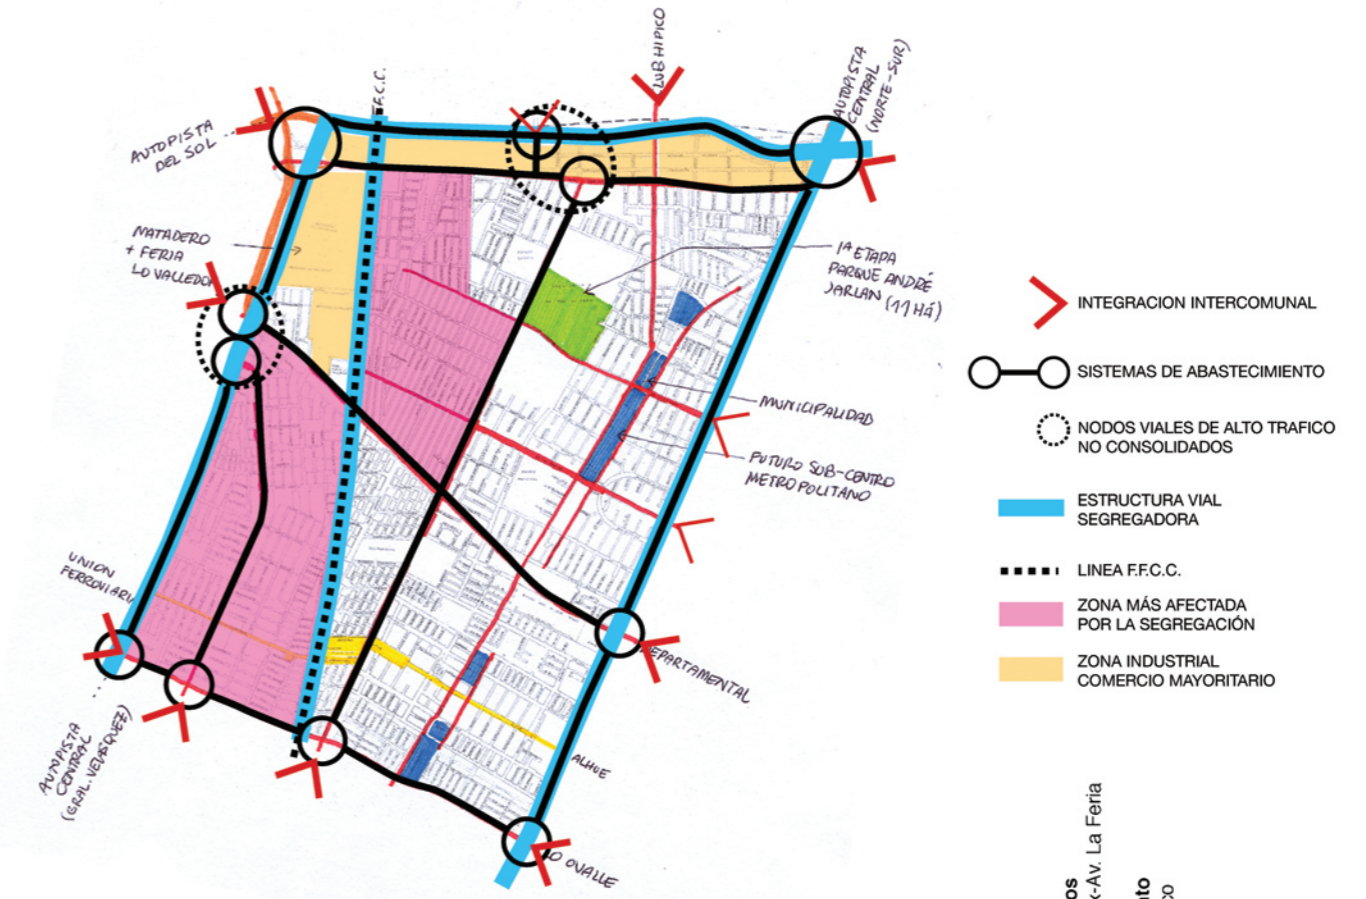 CLUB HIPICO
AUTOPISTA
CENTRAL
(NORTE-SUR)
F.F.C.C.
AUTOPISTA
DEL SOL
MATADERO
+ FERIA
LO VALLEDOR
1A ETAPA
PARQUE ANDRÉ
JARLAN (11 Há)
MUNICIPALIDAD
FUTURO SUB-CENTRO
METROPOLITANO
UNION
FERROVIARIA
DEPARTAMENTAL
AUTOPISTA
CENTRAL
(GRAL. VELASQUEZ)
ALHUE
LO OVALLE
INTEGRACION INTERCOMUNAL
SISTEMAS DE ABASTECIMIENTO
NODOS VIALES DE ALTO TRAFICO
NO CONSOLIDADOS
ESTRUCTURA VIAL
SEGREGADORA
LINEA F.F.C.C.
ZONA MÁS AFECTADA
POR LA SEGREGACIÓN
ZONA INDUSTRIAL
COMERCIO MAYORITARIO
os
x-Av. La Feria
nto
co